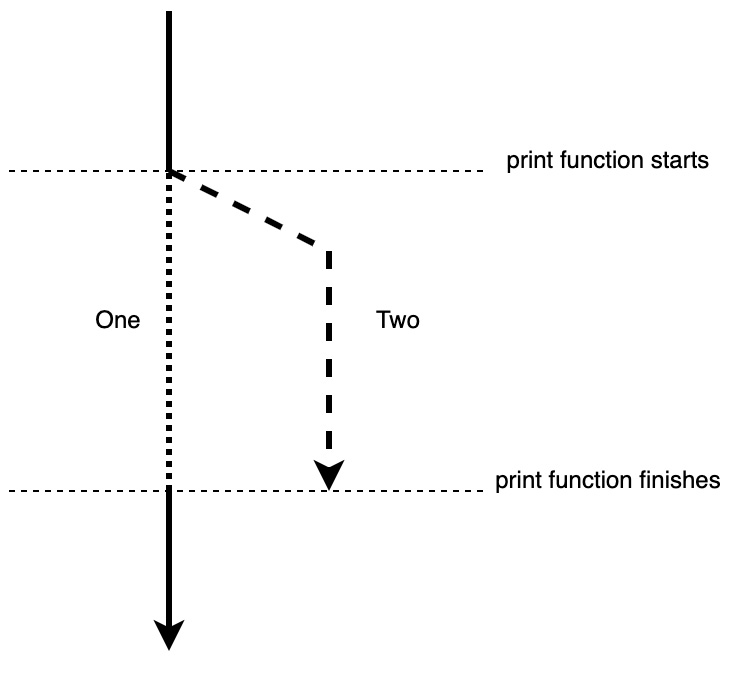 print function starts
One
Two
print function finishes